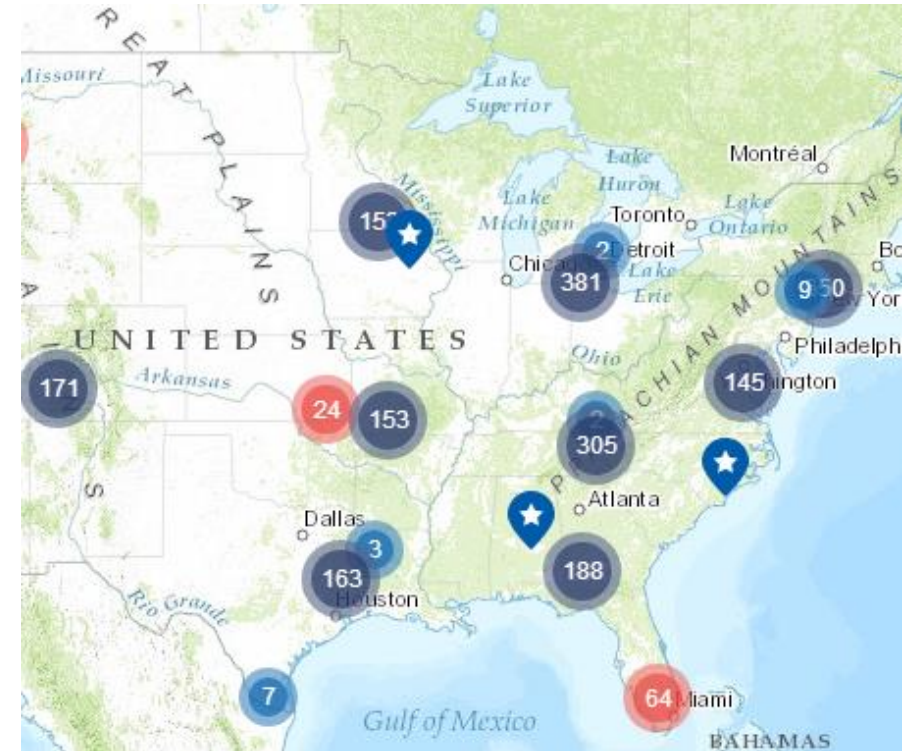 GREAT PLAINS
Missouri
Lake
Superior
Montréal
Lake
Huron
Mississippi
Lake
Michigan
Toronto
Lake
Ontario
2
Detroit
381
Lake
Erie
9
50
Philadelph
UNITED STATES
Ohio
171
Arkansas
24
153
145
ington
2
305
Atlanta
Dallas
3
163
188
Houston
Rio Grande
7
64
Miami
Gulf of Mexico
BAHAMAS